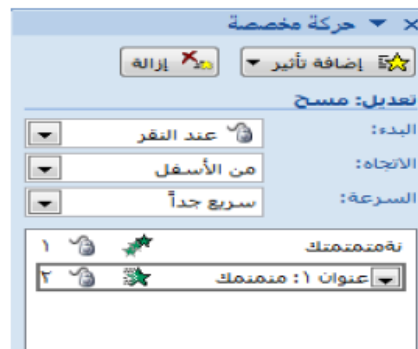 حركة مخصصة
إضافة تأثير إزالة
تعديل: مسح
البدء: عند النقر
الاتجاه: من الأسفل
السرعة: سريع جداً
نةمتمتمتك ١
عنوان ١: متمتمك ٢